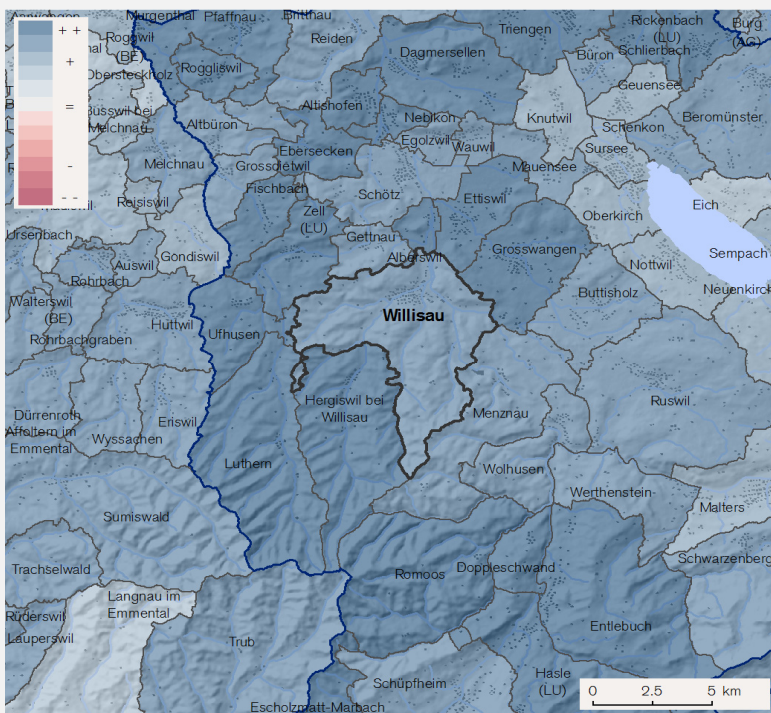 Murgenthal
Pfaffnau
Brittnau
Triengen
Rickenbach
(LU)
Burg
(AG)
Roggwil
(BE)
Reiden
Dagmersellen
Büron
Schlierbach
Roggliswil
Obersteckholz
Geuensee
Altishofen
Nebikon
Knutwil
Beromünster
Busswil bei
Melchnau
Altbüron
Schenkon
Egolzwil
Wauwil
Sursee
Ebersecken
Melchnau
Grossdietwil
Mauensee
Fischbach
Schötz
Ettiswil
Reisiswil
Oberkirch
Eich
Zell
(LU)
Ursenbach
Gettnau
Grosswangen
Sempach
Auswil
Gondiswil
Alberswil
Nottwil
Rohrbach
Buttisholz
Neuenkirch
Walterswil
(BE)
Willisau
Huttwil
Ufhusen
Rohrbachgraben
Hergiswil bei
Willisau
Ruswil
Dürrenroth
Menznau
Affoltern im
Emmental
Eriswil
Wyssachen
Luthern
Wolhusen
Werthenstein
Malters
Sumiswald
Schwarzenberg
Trachselwald
Romoos
Doppleschwand
Langnau im
Emmental
Rüderswil
Lauperswil
Entlebuch
Trub
Hasle
(LU)
Schüpfheim
Escholzmatt-Marbach
+ +
+
=
-
- -
0 2.5 5 km